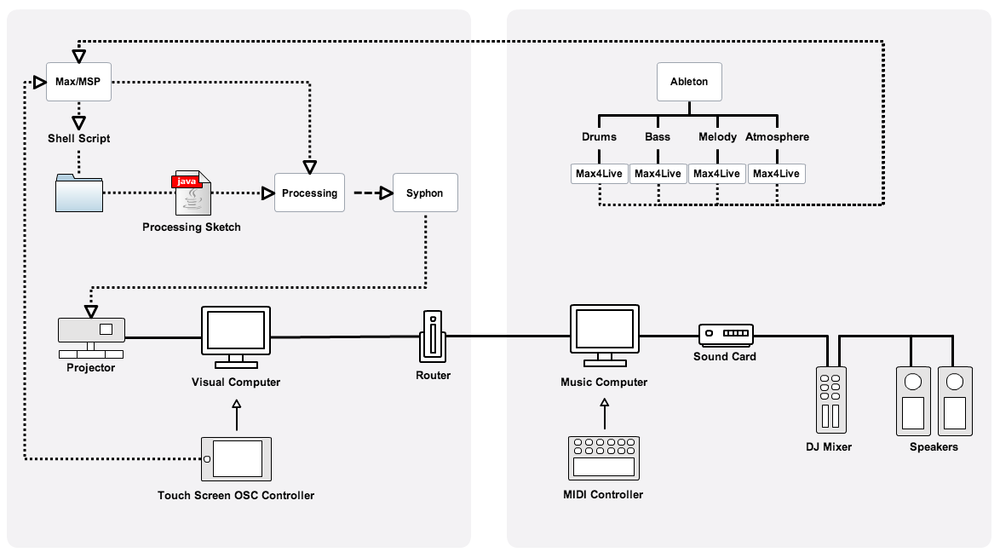 Max/MSP
Ableton
Shell Script
Drums Bass Melody Atmosphere
java
Max4Live Max4Live Max4Live Max4Live
Processing
Syphon
Processing Sketch
Projector
Visual Computer
Router
Music Computer
Sound Card
DJ Mixer
Speakers
Touch Screen OSC Controller
MIDI Controller